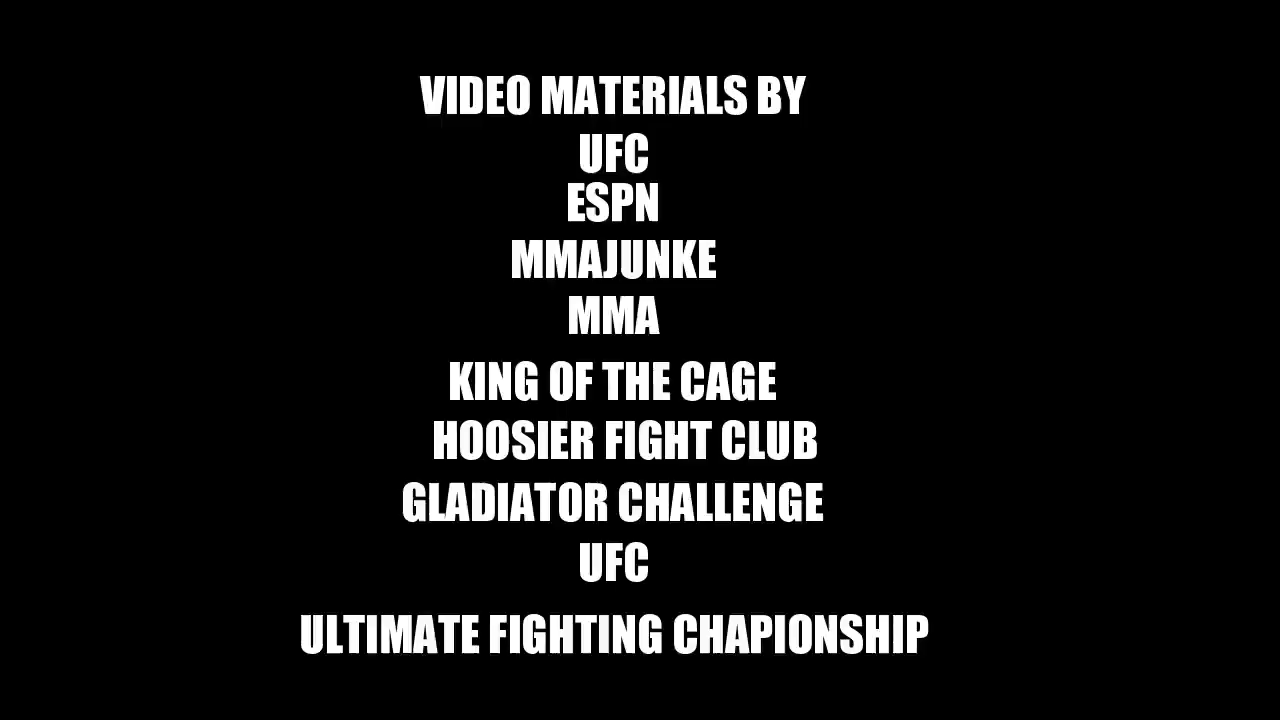 VIDEO MATERIALS BY
UFC
ESPN
MMAJUNKE
MMA
KING OF THE CAGE
HOOSIER FIGHT CLUB
GLADIATOR CHALLENGE
UFC
ULTIMATE FIGHTING CHAPIONSHIP